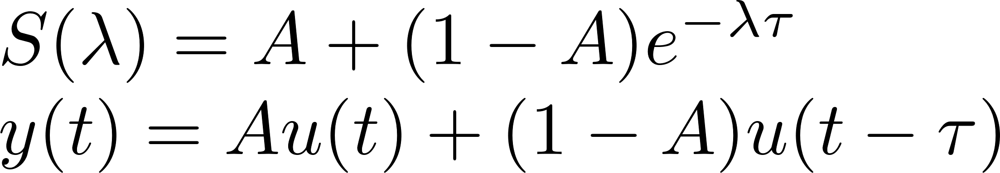 S(λ) = A + (1 − A)e^{−λτ}
y(t) = Au(t) + (1 − A)u(t − τ)